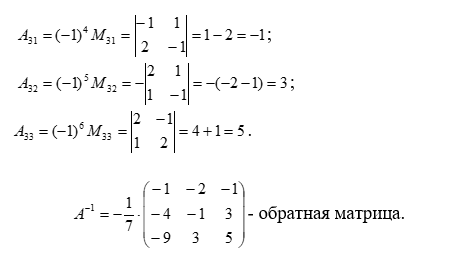 A₃₁ = (−1)⁴ M₃₁ = |−1 1; 2 −1| = 1 − 2 = −1;
A₃₂ = (−1)⁵ M₃₂ = −|2 1; 1 −1| = −(−2 − 1) = 3;
A₃₃ = (−1)⁶ M₃₃ = |2 −1; 1 2| = 4 + 1 = 5.
A⁻¹ = −1/7 · (−1 −2 −1; −4 −1 3; −9 3 5) - обратная матрица.